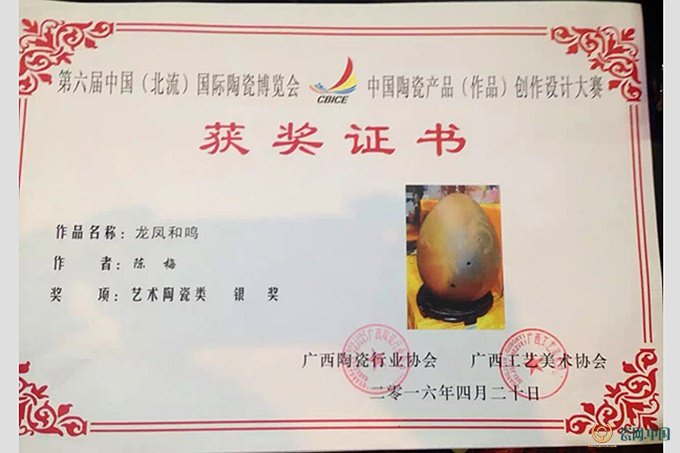 第六届中国（北流）国际陶瓷博览会 CBICE 中国陶瓷产品（作品）创作设计大赛
获奖证书
作品名称：龙凤和鸣
作 者：陈 梅
奖 项：艺术陶瓷类 银 奖
广西陶瓷行业协会 广西工艺美术协会
二零一六年四月二十日
瓷网.中国